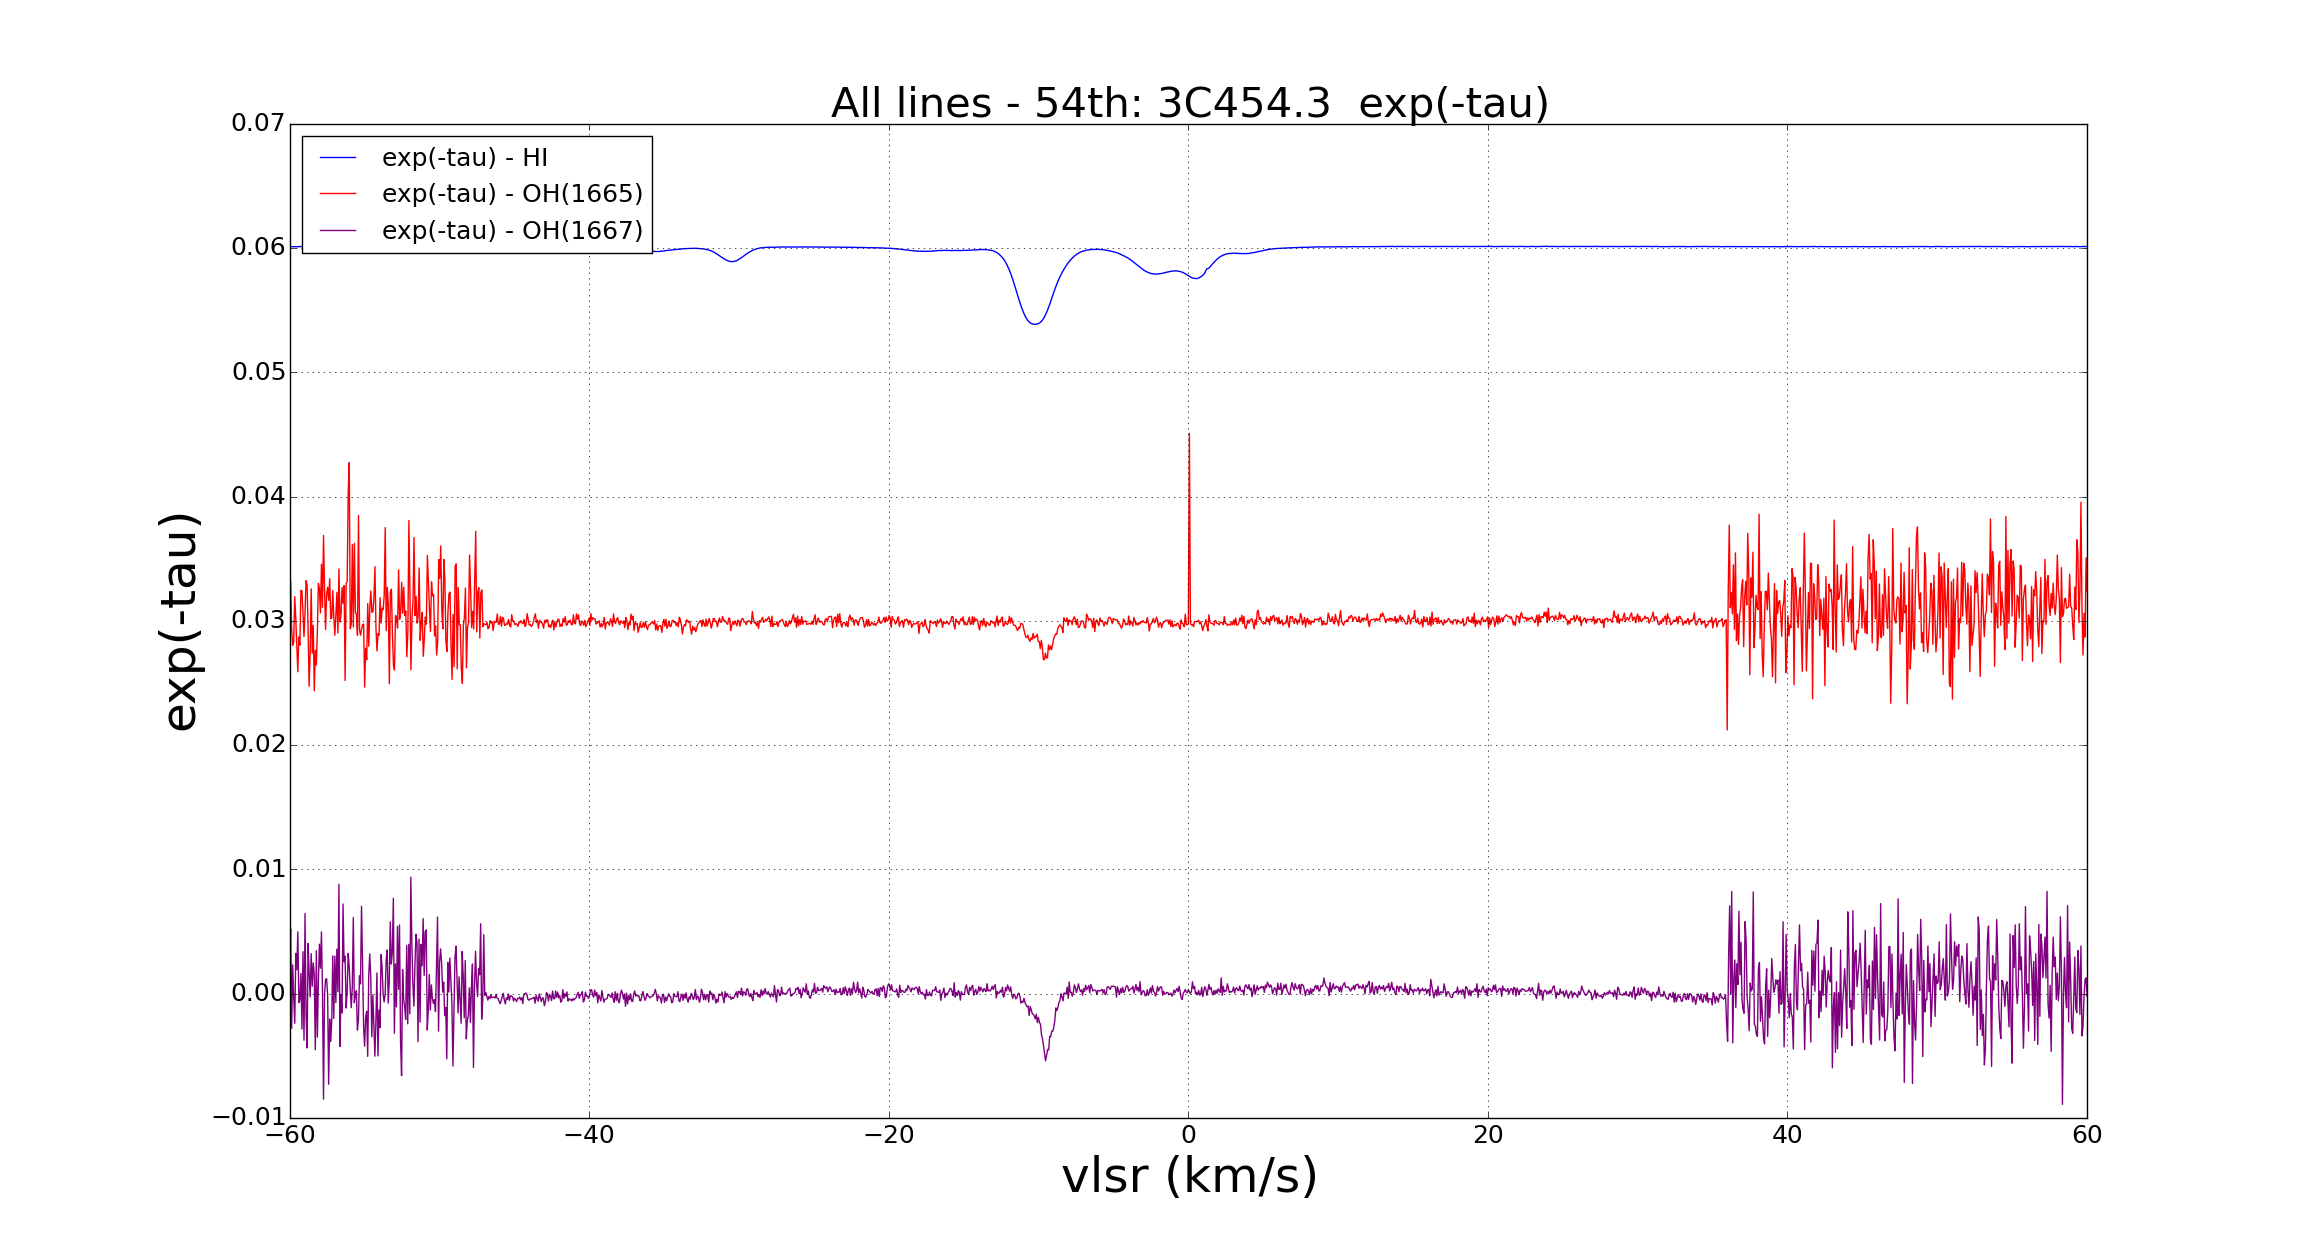 All lines - 54th: 3C454.3  exp(-tau)
exp(-tau) - HI
exp(-tau) - OH(1665)
exp(-tau) - OH(1667)
0.07
0.06
0.05
0.04
0.03
0.02
0.01
0.00
−0.01
exp(-tau)
−60 −40 −20 0 20 40 60
vlsr (km/s)